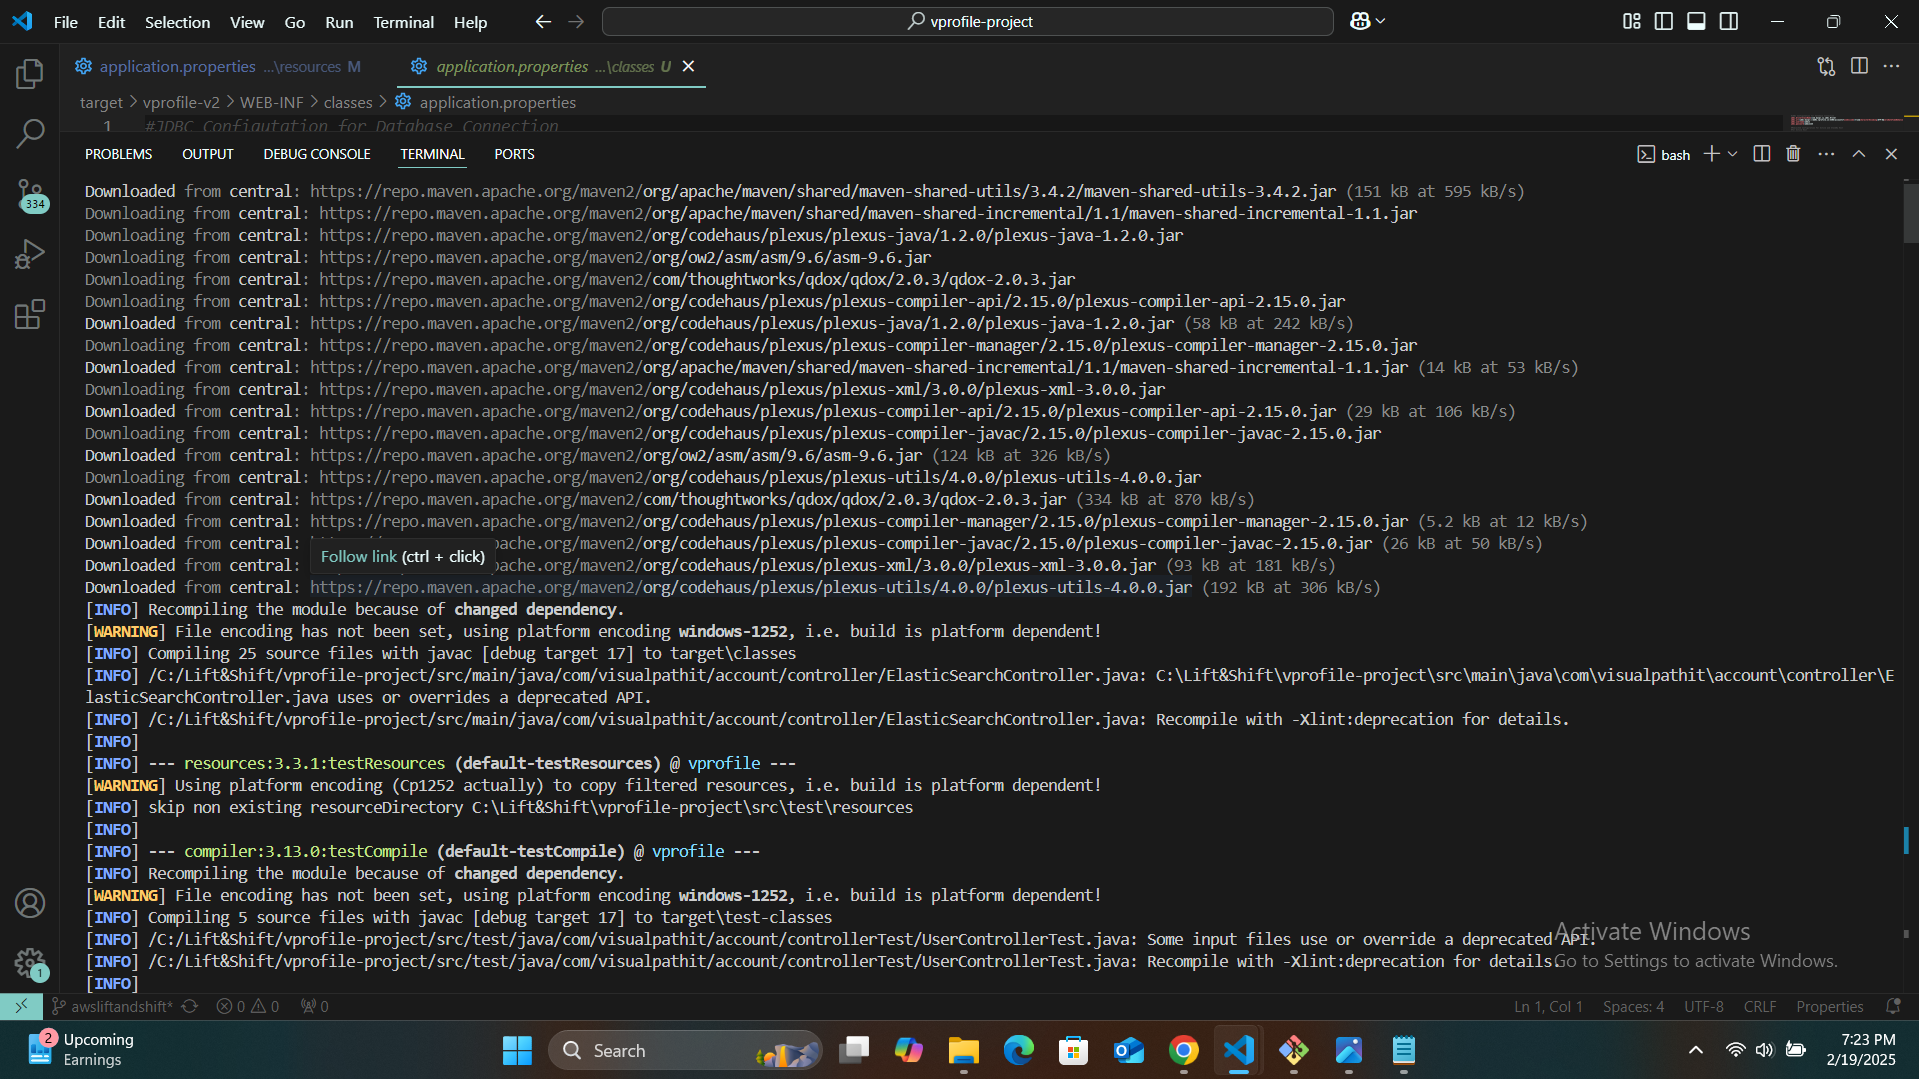 File Edit Selection View Go Run Terminal Help vprofile-project
application.properties ...\resources M application.properties ...\classes U
target > vprofile-v2 > WEB-INF > classes > application.properties
1 #JDBC Configutation for Database Connection
PROBLEMS OUTPUT DEBUG CONSOLE TERMINAL PORTS bash
Downloaded from central: https://repo.maven.apache.org/maven2/org/apache/maven/shared/maven-shared-utils/3.4.2/maven-shared-utils-3.4.2.jar (151 kB at 595 kB/s)
Downloading from central: https://repo.maven.apache.org/maven2/org/apache/maven/shared/maven-shared-incremental/1.1/maven-shared-incremental-1.1.jar
Downloading from central: https://repo.maven.apache.org/maven2/org/codehaus/plexus/plexus-java/1.2.0/plexus-java-1.2.0.jar
Downloading from central: https://repo.maven.apache.org/maven2/org/ow2/asm/asm/9.6/asm-9.6.jar
Downloading from central: https://repo.maven.apache.org/maven2/com/thoughtworks/qdox/qdox/2.0.3/qdox-2.0.3.jar
Downloading from central: https://repo.maven.apache.org/maven2/org/codehaus/plexus/plexus-compiler-api/2.15.0/plexus-compiler-api-2.15.0.jar
Downloaded from central: https://repo.maven.apache.org/maven2/org/codehaus/plexus/plexus-java/1.2.0/plexus-java-1.2.0.jar (58 kB at 242 kB/s)
Downloading from central: https://repo.maven.apache.org/maven2/org/codehaus/plexus/plexus-compiler-manager/2.15.0/plexus-compiler-manager-2.15.0.jar
Downloaded from central: https://repo.maven.apache.org/maven2/org/apache/maven/shared/maven-shared-incremental/1.1/maven-shared-incremental-1.1.jar (14 kB at 53 kB/s)
Downloading from central: https://repo.maven.apache.org/maven2/org/codehaus/plexus/plexus-xml/3.0.0/plexus-xml-3.0.0.jar
Downloaded from central: https://repo.maven.apache.org/maven2/org/codehaus/plexus/plexus-compiler-api/2.15.0/plexus-compiler-api-2.15.0.jar (29 kB at 106 kB/s)
Downloading from central: https://repo.maven.apache.org/maven2/org/codehaus/plexus/plexus-compiler-javac/2.15.0/plexus-compiler-javac-2.15.0.jar
Downloaded from central: https://repo.maven.apache.org/maven2/org/ow2/asm/asm/9.6/asm-9.6.jar (124 kB at 326 kB/s)
Downloading from central: https://repo.maven.apache.org/maven2/org/codehaus/plexus/plexus-utils/4.0.0/plexus-utils-4.0.0.jar
Downloaded from central: https://repo.maven.apache.org/maven2/com/thoughtworks/qdox/qdox/2.0.3/qdox-2.0.3.jar (334 kB at 870 kB/s)
Downloaded from central: https://repo.maven.apache.org/maven2/org/codehaus/plexus/plexus-compiler-manager/2.15.0/plexus-compiler-manager-2.15.0.jar (5.2 kB at 12 kB/s)
Downloaded from central: pache.org/maven2/org/codehaus/plexus/plexus-compiler-javac/2.15.0/plexus-compiler-javac-2.15.0.jar (26 kB at 50 kB/s)
Follow link (ctrl + click)
Downloaded from central: pache.org/maven2/org/codehaus/plexus/plexus-xml/3.0.0/plexus-xml-3.0.0.jar (93 kB at 181 kB/s)
Downloaded from central: https://repo.maven.apache.org/maven2/org/codehaus/plexus/plexus-utils/4.0.0/plexus-utils-4.0.0.jar (192 kB at 306 kB/s)
[INFO] Recompiling the module because of changed dependency.
[WARNING] File encoding has not been set, using platform encoding windows-1252, i.e. build is platform dependent!
[INFO] Compiling 25 source files with javac [debug target 17] to target\classes
[INFO] /C:/Lift&Shift/vprofile-project/src/main/java/com/visualpathit/account/controller/ElasticSearchController.java: C:\Lift&Shift\vprofile-project\src\main\java\com\visualpathit\account\controller\E
lasticSearchController.java uses or overrides a deprecated API.
[INFO] /C:/Lift&Shift/vprofile-project/src/main/java/com/visualpathit/account/controller/ElasticSearchController.java: Recompile with -Xlint:deprecation for details.
[INFO]
[INFO] --- resources:3.3.1:testResources (default-testResources) @ vprofile ---
[WARNING] Using platform encoding (Cp1252 actually) to copy filtered resources, i.e. build is platform dependent!
[INFO] skip non existing resourceDirectory C:\Lift&Shift\vprofile-project\src\test\resources
[INFO]
[INFO] --- compiler:3.13.0:testCompile (default-testCompile) @ vprofile ---
[INFO] Recompiling the module because of changed dependency.
[WARNING] File encoding has not been set, using platform encoding windows-1252, i.e. build is platform dependent!
[INFO] Compiling 5 source files with javac [debug target 17] to target\test-classes
[INFO] /C:/Lift&Shift/vprofile-project/src/test/java/com/visualpathit/account/controllerTest/UserControllerTest.java: Some input files use or override a deprecated API.
[INFO] /C:/Lift&Shift/vprofile-project/src/test/java/com/visualpathit/account/controllerTest/UserControllerTest.java: Recompile with -Xlint:deprecation for details.
[INFO]
Activate Windows
Go to Settings to activate Windows.
334
1
awsliftandshift* 0 0 0 Ln 1, Col 1 Spaces: 4 UTF-8 CRLF Properties
2 Upcoming
Earnings
Search
7:23 PM
2/19/2025